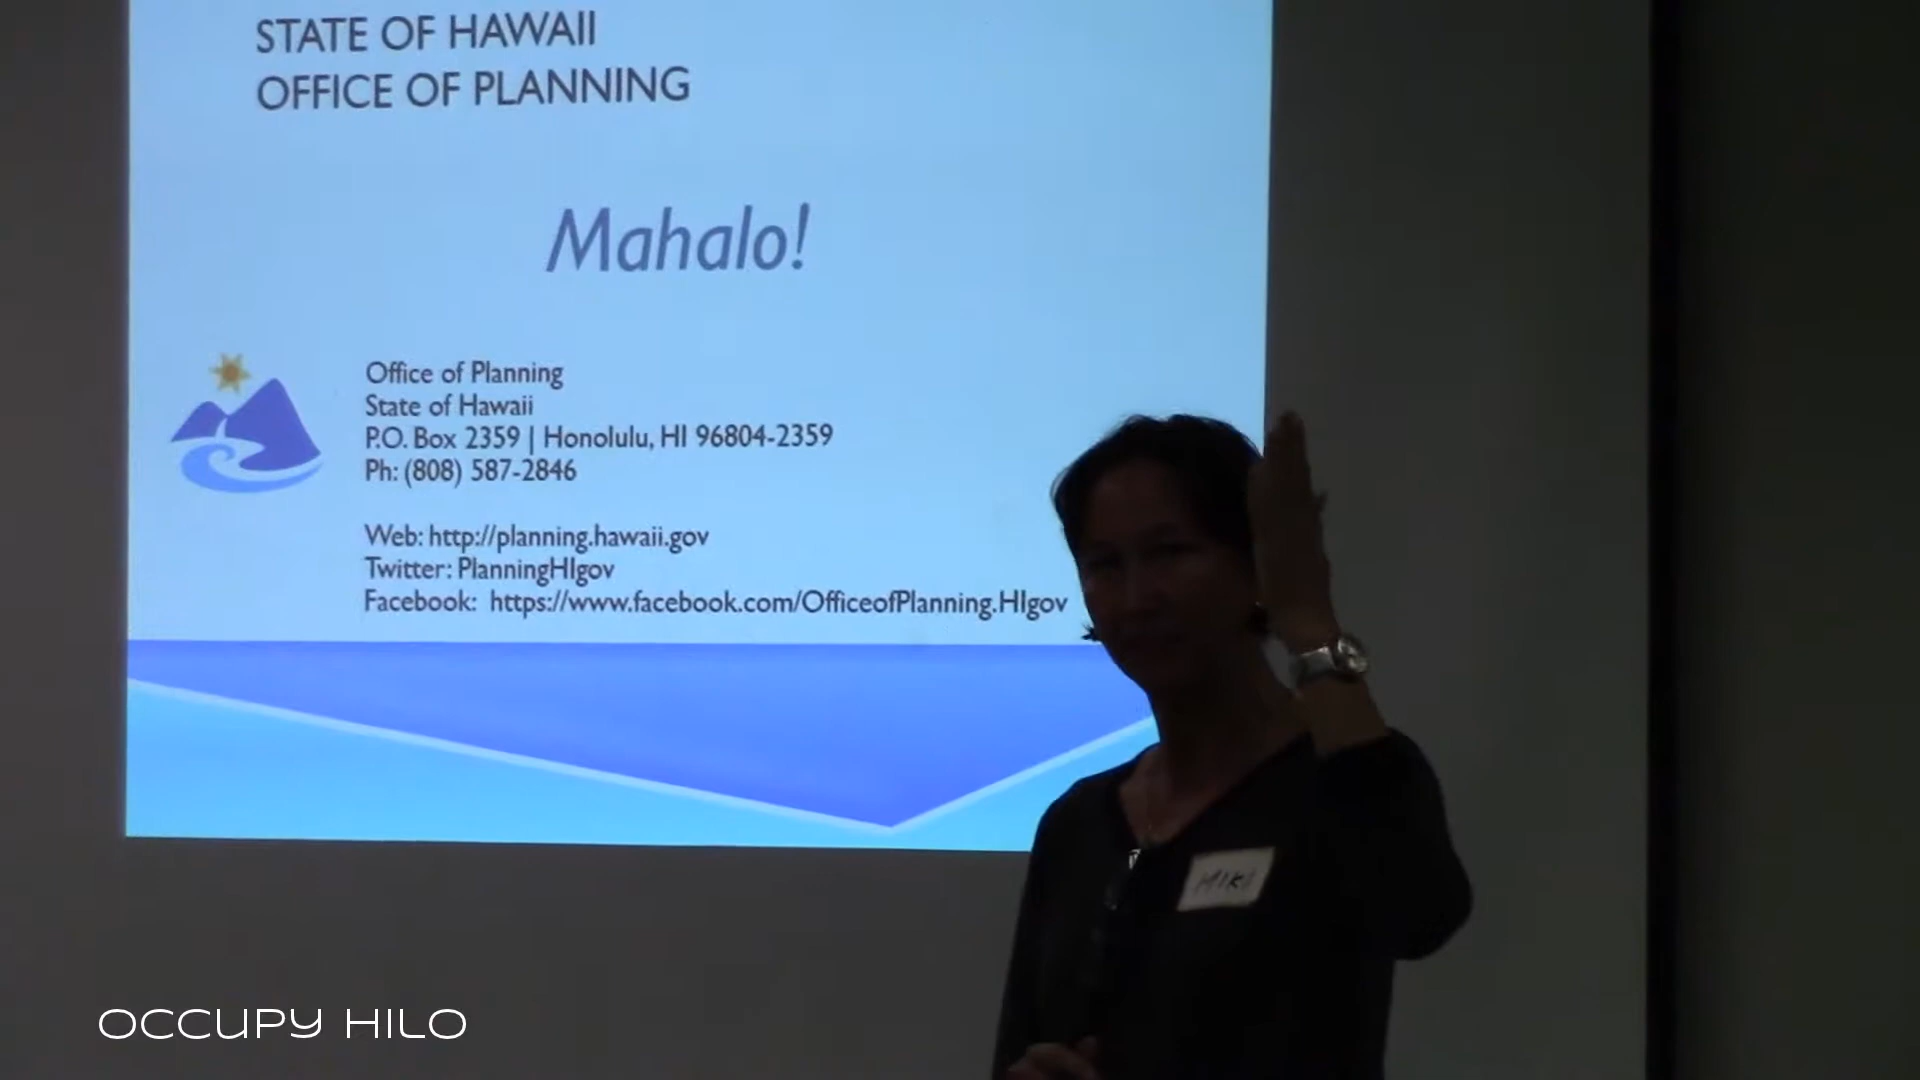 STATE OF HAWAII
OFFICE OF PLANNING
Mahalo!
Office of Planning
State of Hawaii
P.O. Box 2359 | Honolulu, HI 96804-2359
Ph: (808) 587-2846
Web: http://planning.hawaii.gov
Twitter: PlanningHIgov
Facebook: https://www.facebook.com/OfficeofPlanning.HIgov
MIKI
OCCUPY HILO